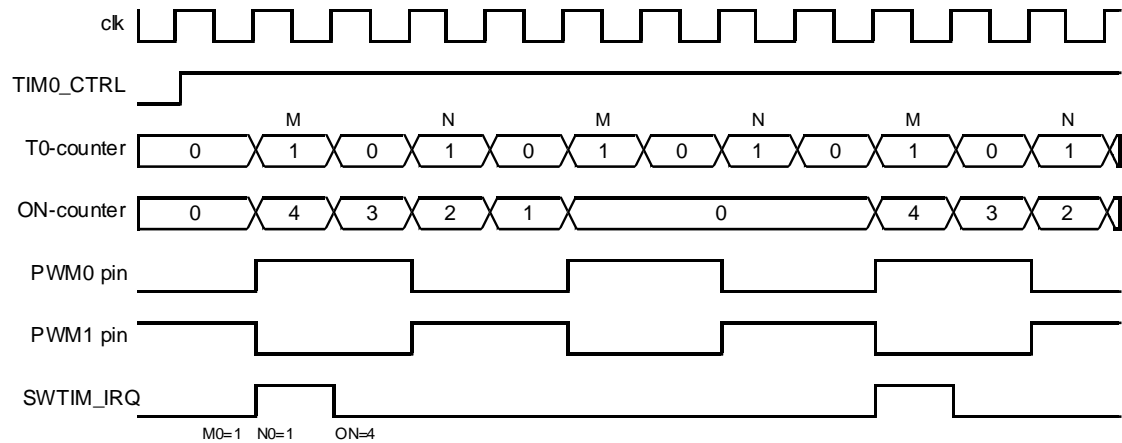 clk
TIM0_CTRL
M N M N M N
T0-counter 0 1 0 1 0 1 0 1 0 1 0 1
ON-counter 0 4 3 2 1 0 4 3 2
PWM0 pin
PWM1 pin
SWTIM_IRQ
M0=1 N0=1 ON=4